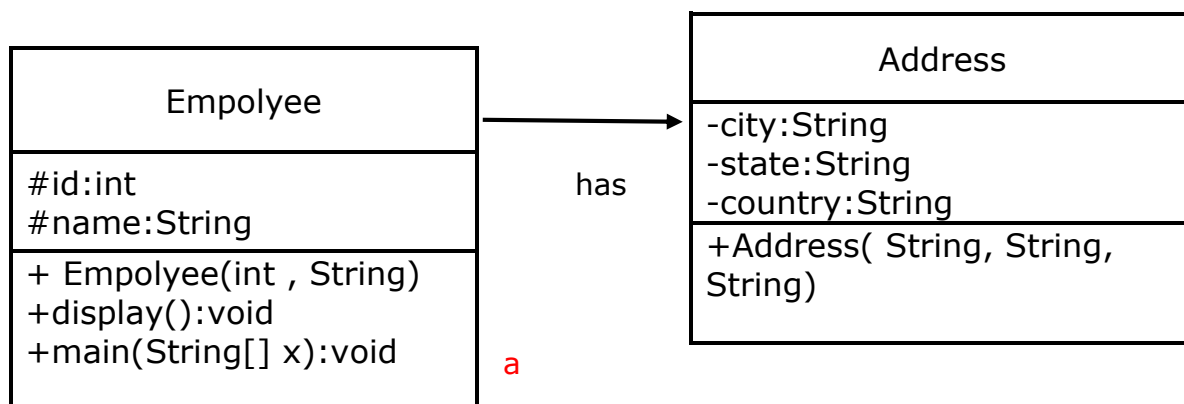 Empolyee
#id:int
#name:String
+ Empolyee(int , String)
+display():void
+main(String[] x):void
has
a
Address
-city:String
-state:String
-country:String
+Address( String, String,
String)